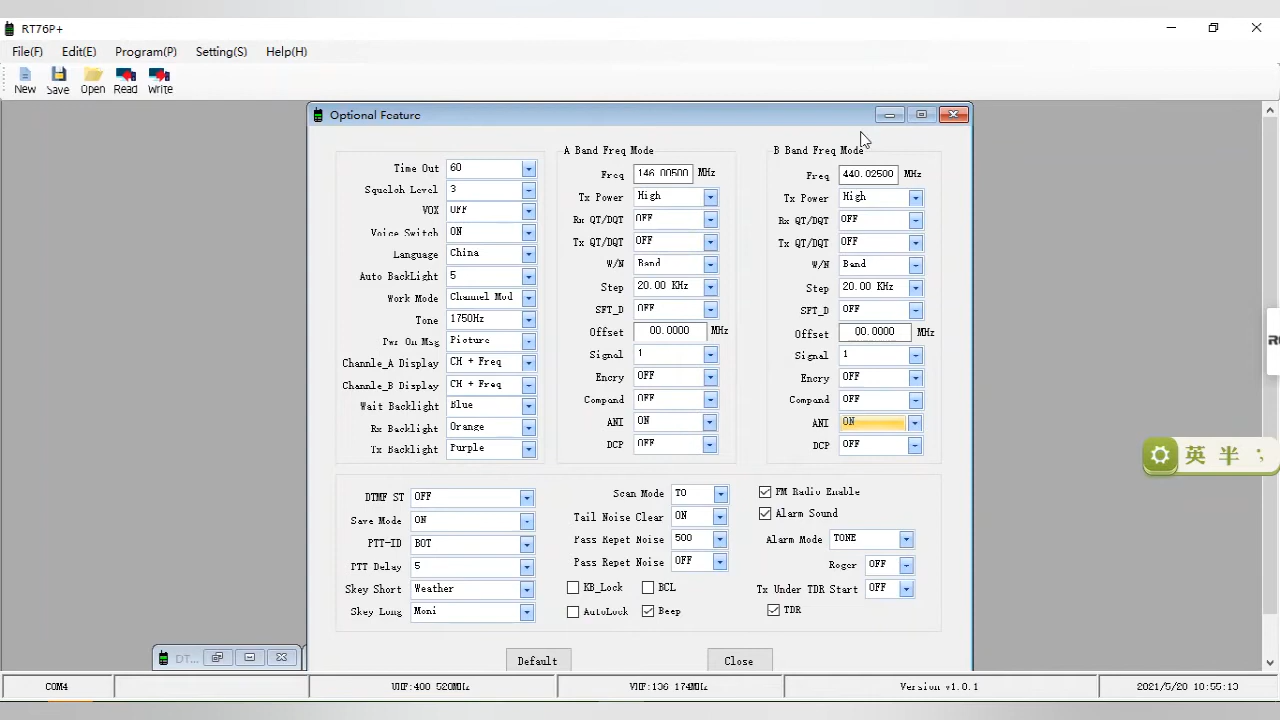 RT76P+
File(F) Edit(E) Program(P) Setting(S) Help(H)
New Save Open Read Write
Optional Feature
Time Out 60
Squeloh Level 3
VOX OFF
Voice Switch ON
Language China
Auto BackLight 5
Work Mode Channel Mod
Tone 1750Hz
Pwr On Msg Picture
Channle_A Display CH + Freq
Channle_B Display CH + Freq
Wait Backlight Blue
Rx Backlight Orange
Tx Backlight Purple
A Band Freq Mode
Freq 146.00500 MHz
Tx Power High
Rx QT/DQT OFF
Tx QT/DQT OFF
W/N Band
Step 20.00 KHz
SFT_D OFF
Offset 00.0000 MHz
Signal 1
Encry OFF
Compand OFF
ANI ON
DCP OFF
B Band Freq Mode
Freq 440.02500 MHz
Tx Power High
Rx QT/DQT OFF
Tx QT/DQT OFF
W/N Band
Step 20.00 KHz
SFT_D OFF
Offset 00.0000 MHz
Signal 1
Encry OFF
Compand OFF
ANI ON
DCP OFF
DTMF ST OFF
Save Mode ON
PTT-ID BOT
PTT Delay 5
Skey Short Weather
Skey Long Moni
Scan Mode TO
Tail Noise Clear ON
Pass Repet Noise 500
Pass Repet Noise OFF
KB_Lock BCL
AutoLock Beep
FM Radio Enable
Alarm Sound
Alarm Mode TONE
Roger OFF
Tx Under TDR Start OFF
TDR
Default Close
英 半 ;
DT...
COM4 UHF:400 520MHz VHF:136 174MHz Version v1.0.1 2021/5/20 10:55:13